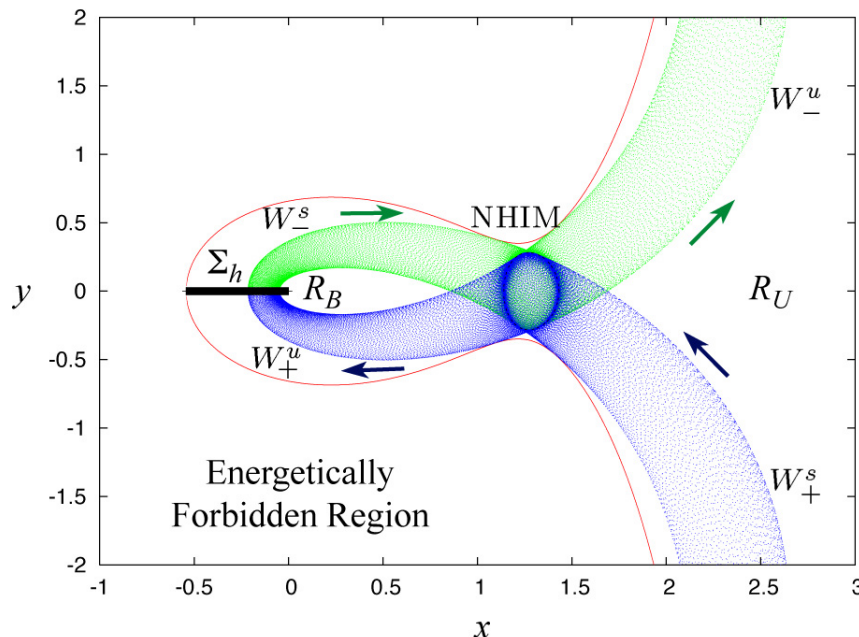 2
1.5
W_-^u
1
W_-^s
NHIM
0.5
Σ_h
y
0
R_B
R_U
-0.5
W_+^u
-1
Energetically
W_+^s
-1.5
Forbidden Region
-2
-1
-0.5
0
0.5
1
1.5
2
2.5
3
x